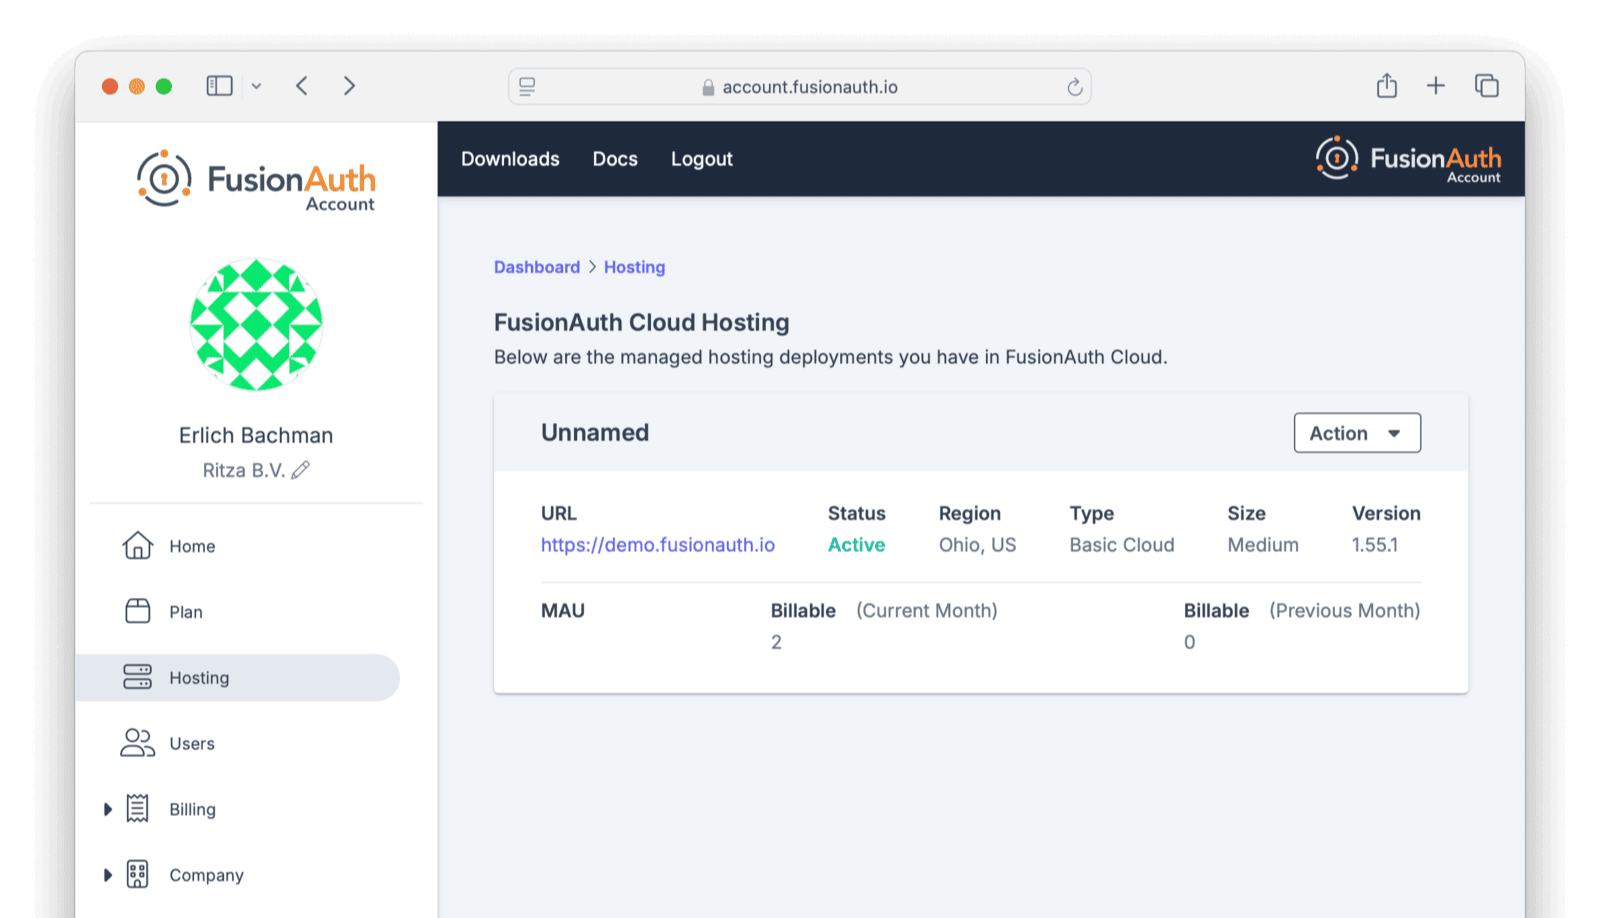 account.fusionauth.io
FusionAuth
Account
Erlich Bachman
Ritza B.V.
Home
Plan
Hosting
Users
Billing
Company
Downloads Docs Logout
FusionAuth
Account
Dashboard > Hosting
FusionAuth Cloud Hosting
Below are the managed hosting deployments you have in FusionAuth Cloud.
Unnamed Action
URL Status Region Type Size Version
https://demo.fusionauth.io Active Ohio, US Basic Cloud Medium 1.55.1
MAU Billable (Current Month) Billable (Previous Month)
2 0